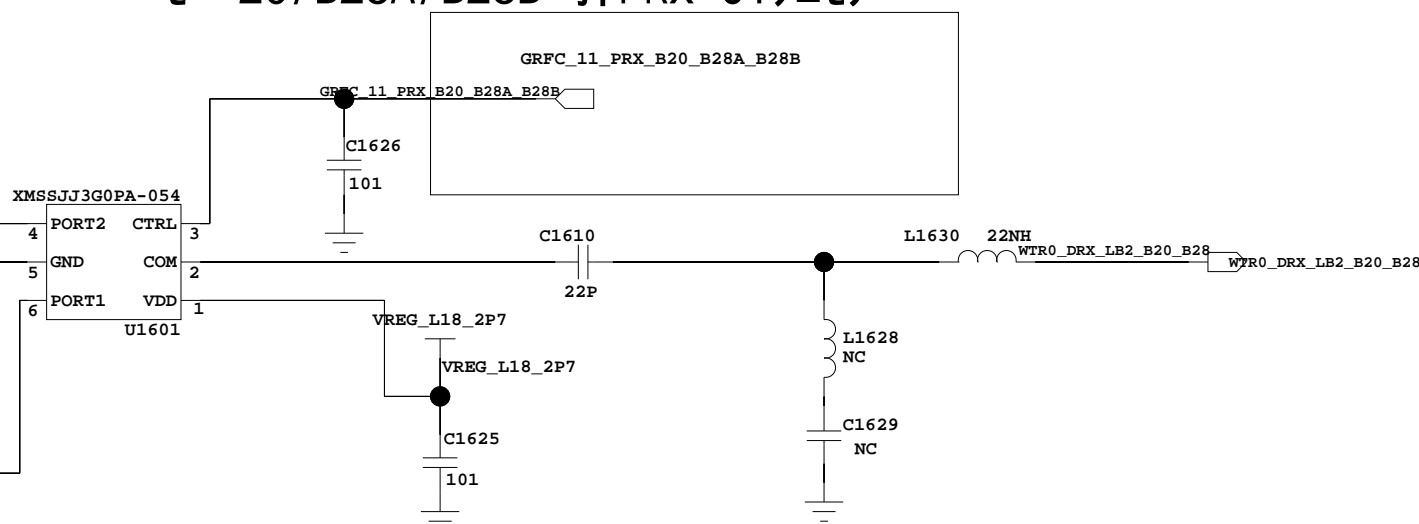 GRFC_11_PRX_B20_B28A_B28B
GRFC_11_PRX_B20_B28A_B28B
C1626
101
XMSSJJ3G0PA-054
PORT2 CTRL
4 3
GND COM
5 2
PORT1 VDD
6 1
U1601
C1610
22P
L1630 22NH
WTR0_DRX_LB2_B20_B28
WTR0_DRX_LB2_B20_B28
VREG_L18_2P7
VREG_L18_2P7
L1628
NC
C1625
101
C1629
NC